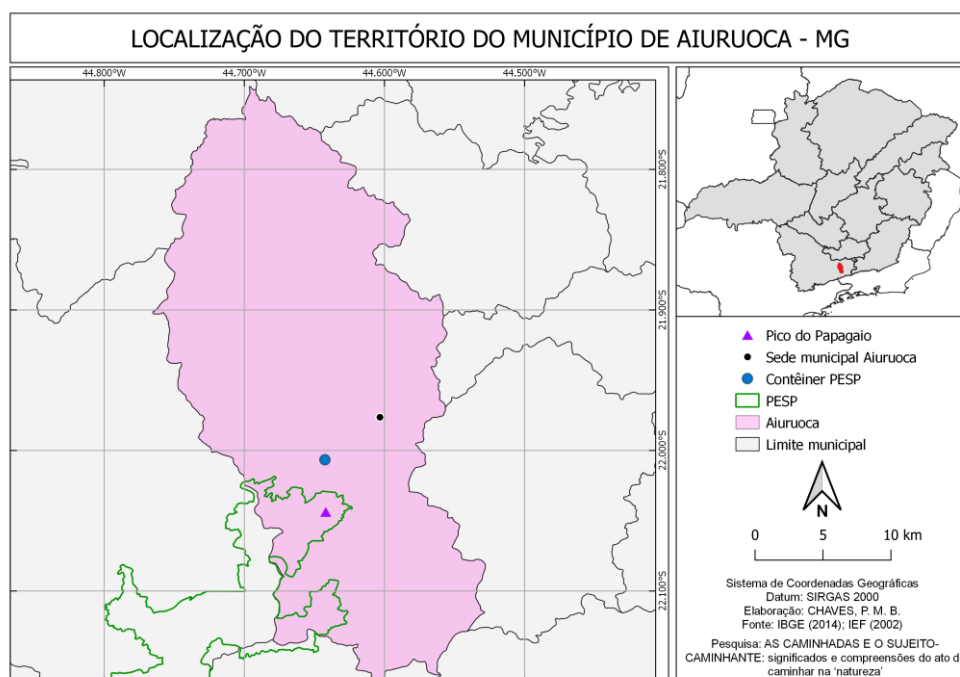 LOCALIZAÇÃO DO TERRITÓRIO DO MUNICÍPIO DE AIURUOCA - MG
44.800°W 44.700°W 44.600°W 44.500°W
21.800°S
21.900°S
22.000°S
22.100°S
Pico do Papagaio
Sede municipal Aiuruoca
Contêiner PESP
PESP
Aiuruoca
Limite municipal
N
0 5 10 km
Sistema de Coordenadas Geográficas
Datum: SIRGAS 2000
Elaboração: CHAVES, P. M. B.
Fonte: IBGE (2014); IEF (2002)
Pesquisa: AS CAMINHADAS E O SUJEITO-
CAMINHANTE: significados e compreensões do ato d
caminhar na 'natureza'